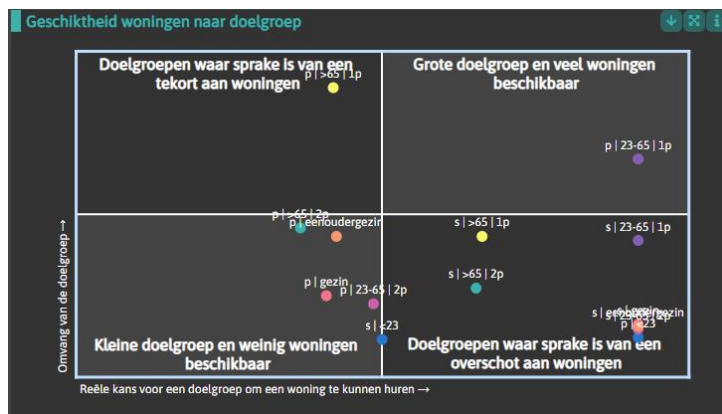 Geschiktheid woningen naar doelgroep
Doelgroepen waar sprake is van een
tekort aan woningen
Grote doelgroep en veel woningen
beschikbaar
p | >65 | 1p
p | 23-65 | 1p
p | >65 | 2p
p | eenoudergezin
s | >65 | 1p
s | 23-65 | 1p
p | gezin
p | 23-65 | 2p
s | >65 | 2p
s | <23
s | eenoudergezin
p | <23
Kleine doelgroep en weinig woningen
beschikbaar
Doelgroepen waar sprake is van een
overschot aan woningen
Omvang van de doelgroep →
Reële kans voor een doelgroep om een woning te kunnen huren →